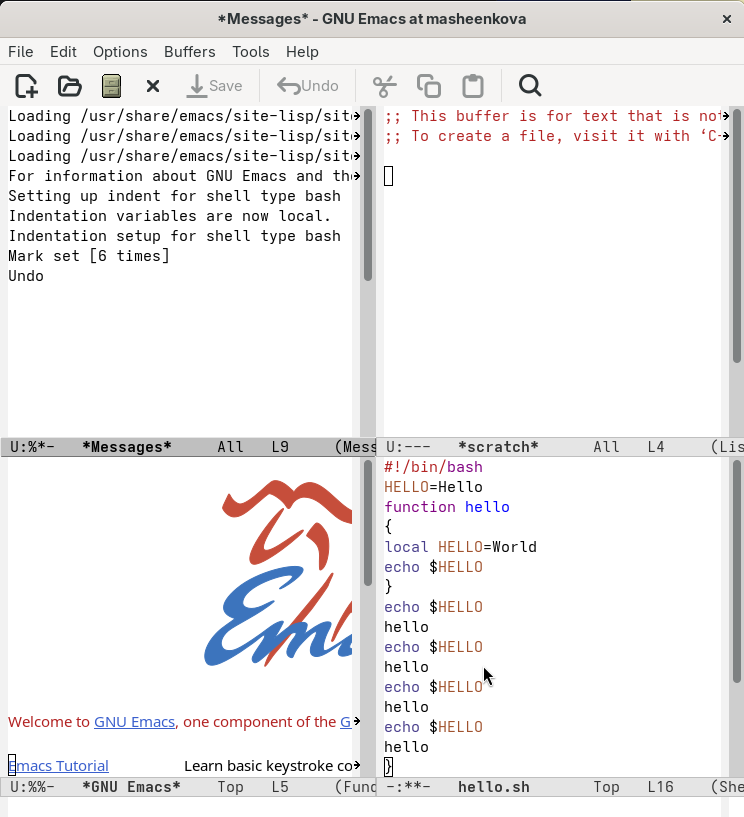 *Messages* - GNU Emacs at masheenkova
File Edit Options Buffers Tools Help
Save Undo
Loading /usr/share/emacs/site-lisp/site
Loading /usr/share/emacs/site-lisp/site
Loading /usr/share/emacs/site-lisp/site
For information about GNU Emacs and the
Setting up indent for shell type bash
Indentation variables are now local.
Indentation setup for shell type bash
Mark set [6 times]
Undo
U:%*- *Messages* All L9 (Mess
;; This buffer is for text that is not
;; To create a file, visit it with ‘C-
U:--- *scratch* All L4 (Lis
Em
Welcome to GNU Emacs, one component of the G
Emacs Tutorial Learn basic keystroke co
U:%%- *GNU Emacs* Top L5 (Fund
#!/bin/bash
HELLO=Hello
function hello
{
local HELLO=World
echo $HELLO
}
echo $HELLO
hello
echo $HELLO
hello
echo $HELLO
hello
echo $HELLO
hello
}
-:**- hello.sh Top L16 (She